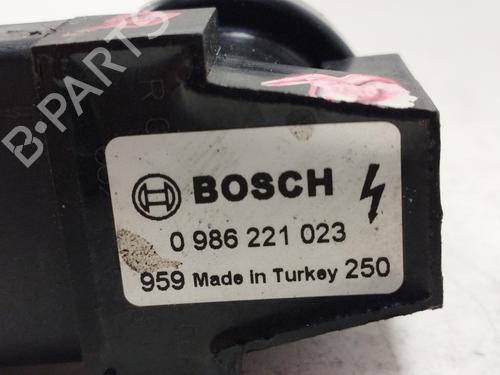 B-PARTS
BOSCH
0 986 221 023
959 Made in Turkey 250